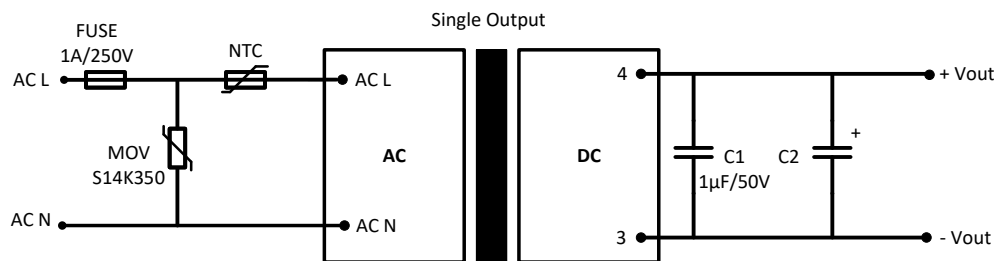 Single Output
FUSE
1A/250V
NTC
AC L
AC L
4
+ Vout
MOV
S14K350
AC
DC
C1
1µF/50V
C2
+
AC N
AC N
3
- Vout